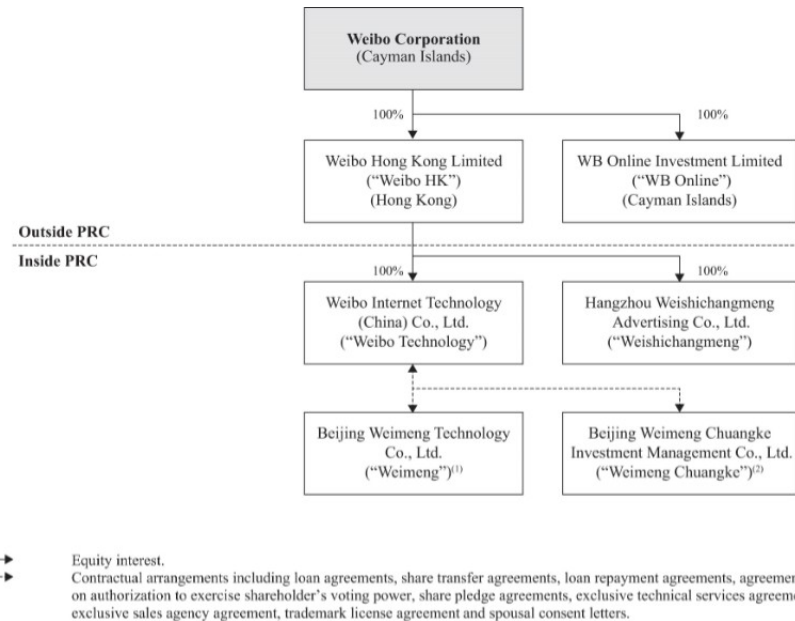 Weibo Corporation
(Cayman Islands)
100%
100%
Weibo Hong Kong Limited
(“Weibo HK”)
(Hong Kong)
WB Online Investment Limited
(“WB Online”)
(Cayman Islands)
Outside PRC
Inside PRC
100%
100%
Weibo Internet Technology
(China) Co., Ltd.
(“Weibo Technology”)
Hangzhou Weishichangmeng
Advertising Co., Ltd.
(“Weishichangmeng”)
Beijing Weimeng Technology
Co., Ltd.
(“Weimeng”)(1)
Beijing Weimeng Chuangke
Investment Management Co., Ltd.
(“Weimeng Chuangke”)(2)
Equity interest.
Contractual arrangements including loan agreements, share transfer agreements, loan repayment agreements,
on authorization to exercise shareholder’s voting power, share pledge agreements, exclusive technical services
exclusive sales agency agreement, trademark license agreement and spousal consent letters.